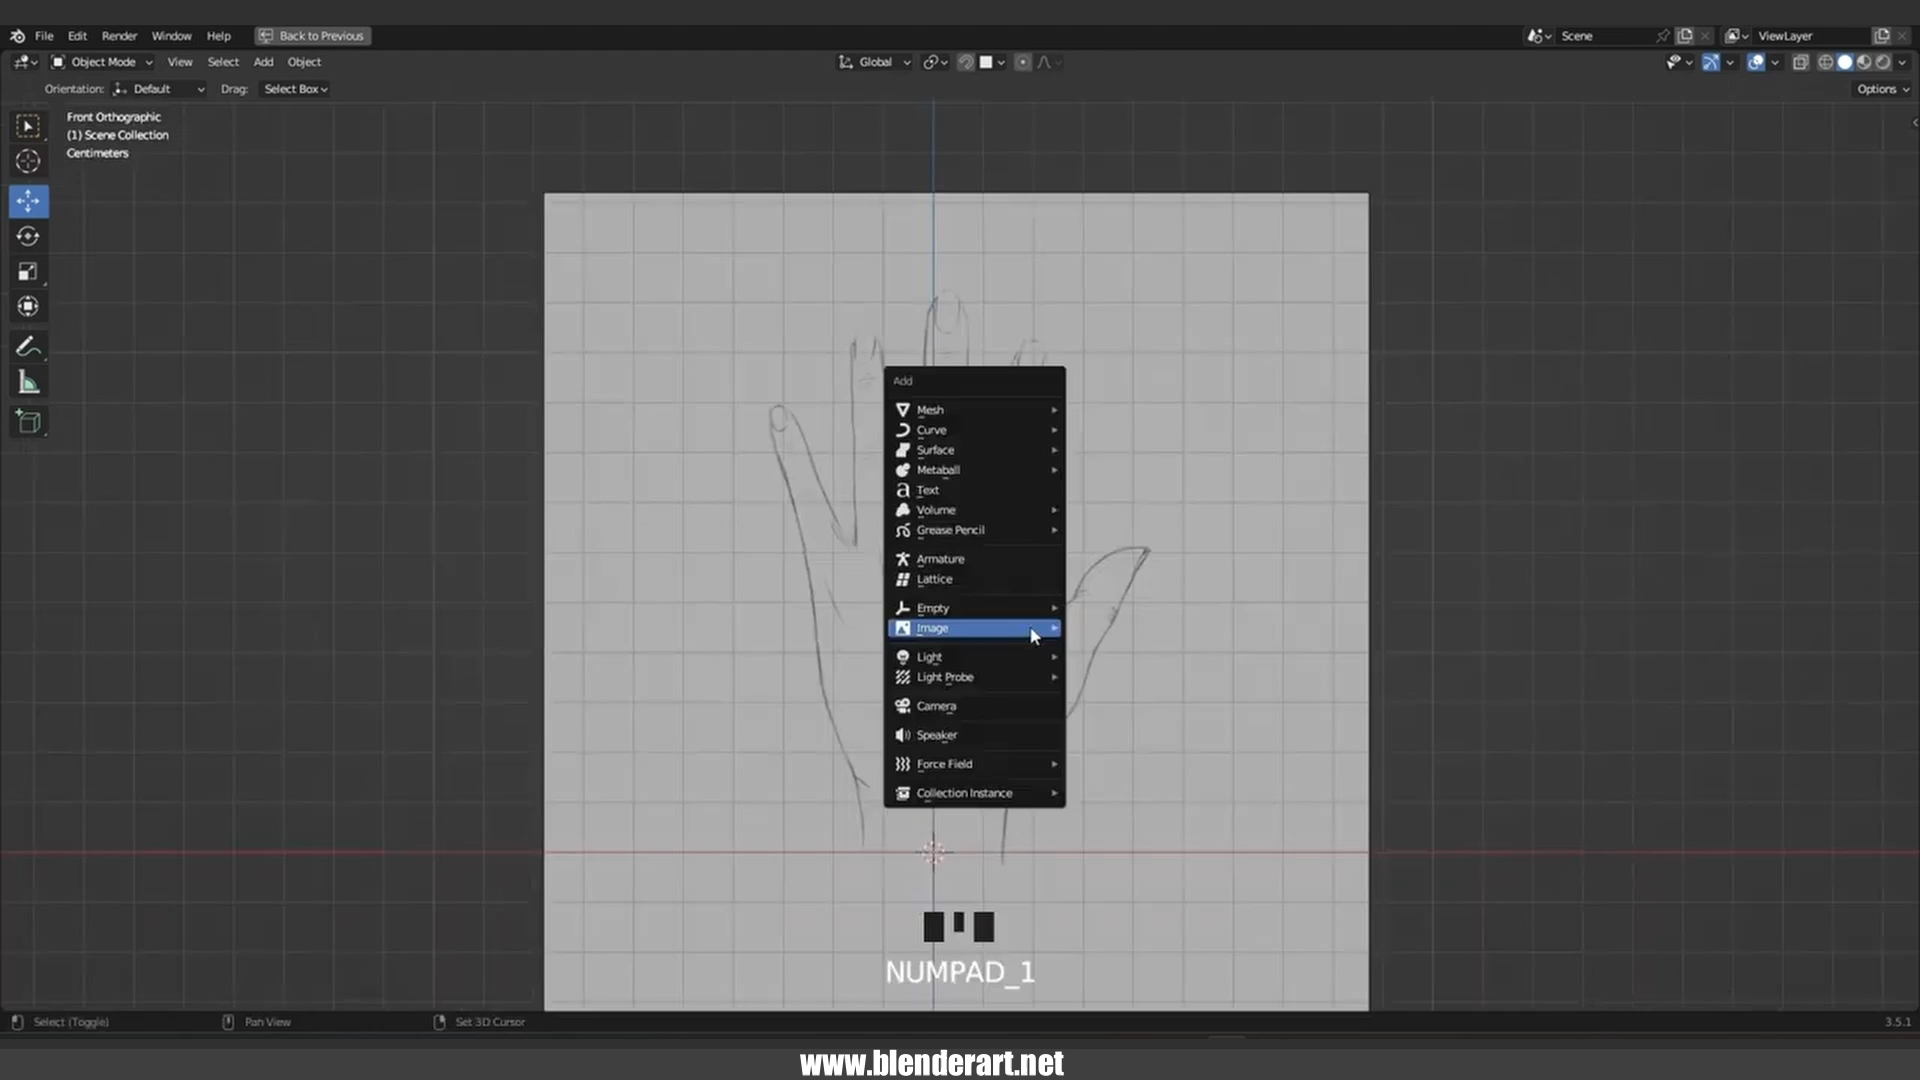 File Edit Render Window Help Back to Previous Scene ViewLayer
Object Mode View Select Add Object Global
Orientation: Default Drag: Select Box Options
Front Orthographic
(1) Scene Collection
Centimeters
Add
Mesh
Curve
Surface
Metaball
Text
Volume
Grease Pencil
Armature
Lattice
Empty
Image
Light
Light Probe
Camera
Speaker
Force Field
Collection Instance
NUMPAD_1
Select (Toggle) Pan View Set 3D Cursor 3.5.1
www.blenderart.net